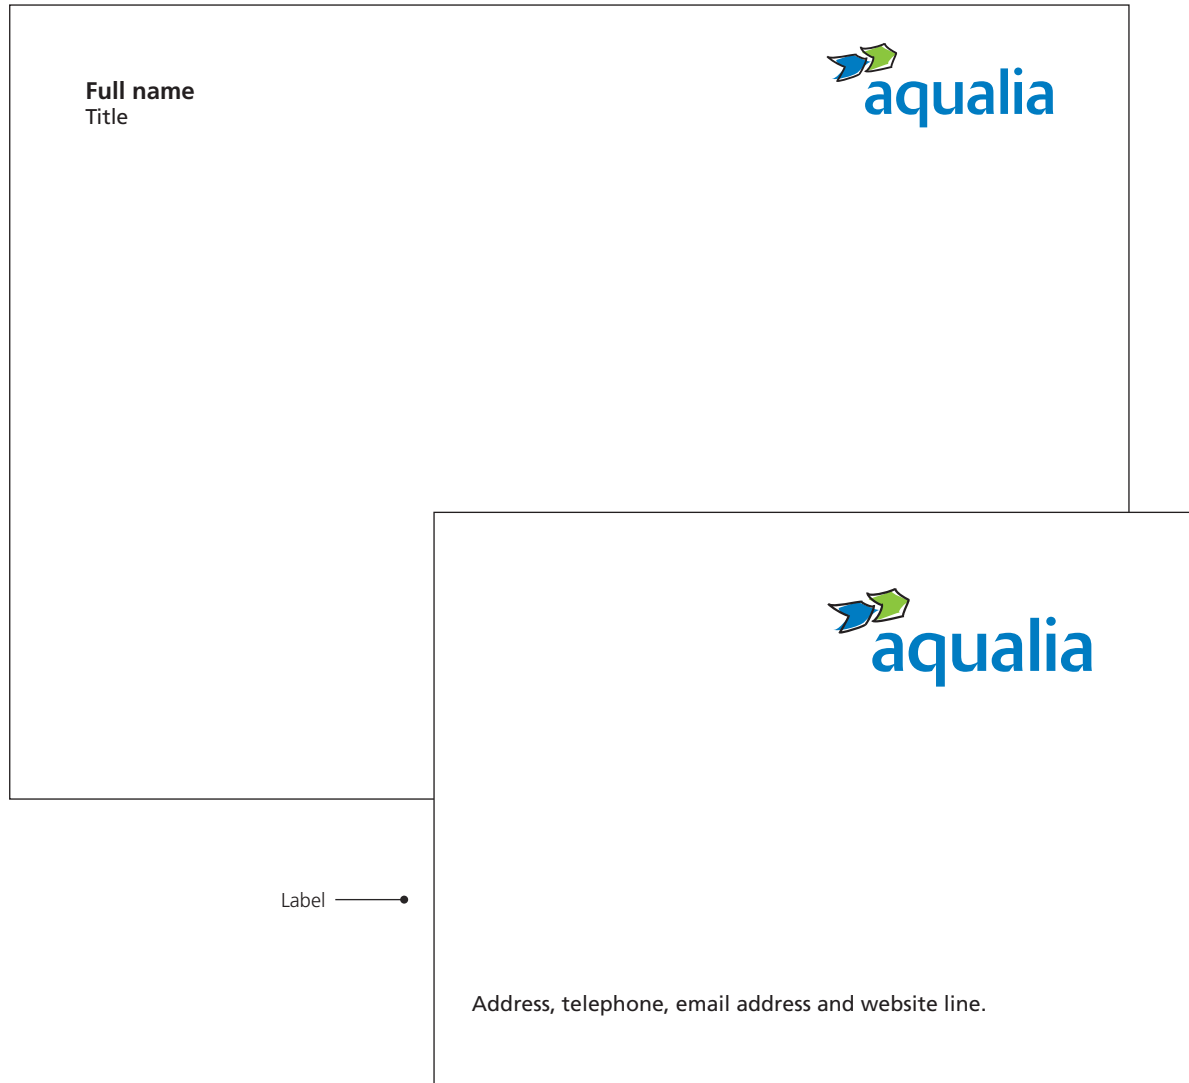 Full name
Title
aqualia
aqualia
Label
Address, telephone, email address and website line.